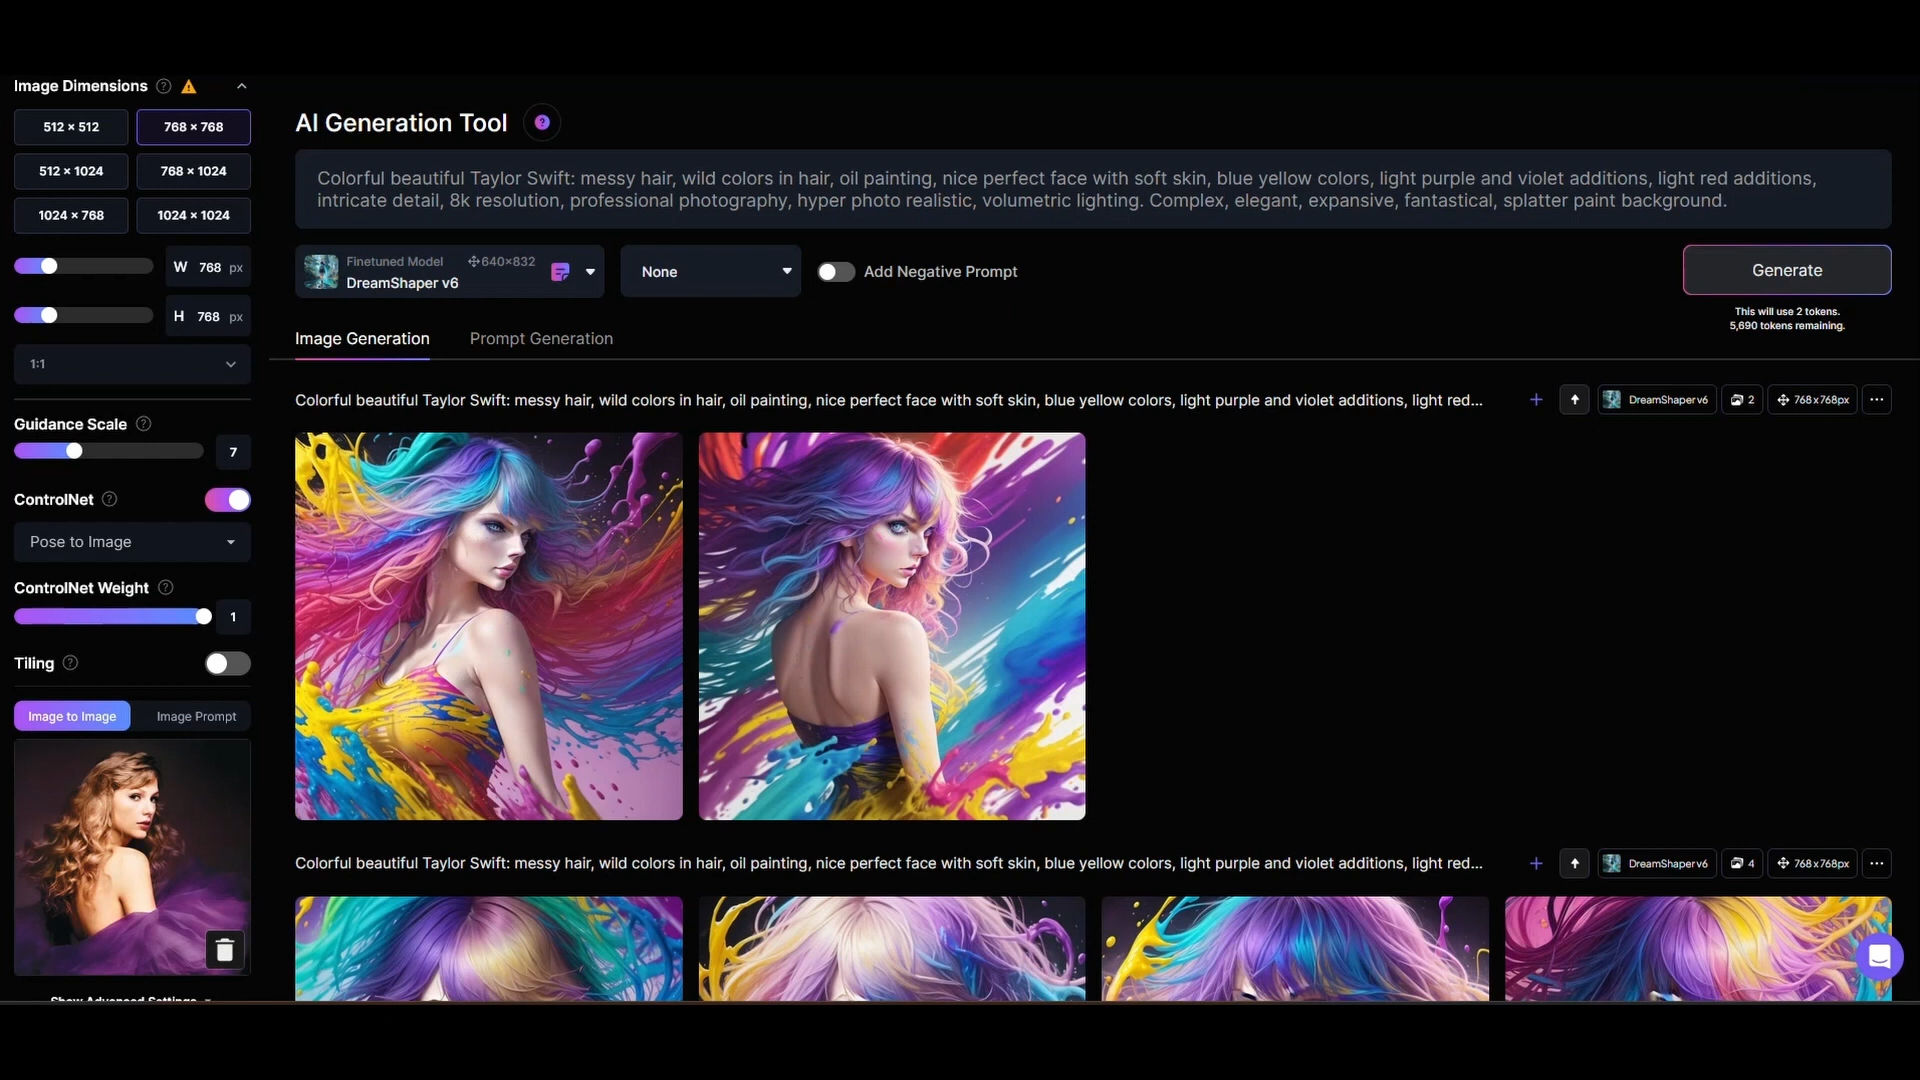 Image Dimensions
512 × 512
768 × 768
512 × 1024
768 × 1024
1024 × 768
1024 × 1024
W 768 px
H 768 px
1:1
Guidance Scale
7
ControlNet
Pose to Image
ControlNet Weight
1
Tiling
Image to Image
Image Prompt
Show Advanced Settings
AI Generation Tool
Colorful beautiful Taylor Swift: messy hair, wild colors in hair, oil painting, nice perfect face with soft skin, blue yellow colors, light purple and violet additions, light red additions,
intricate detail, 8k resolution, professional photography, hyper photo realistic, volumetric lighting. Complex, elegant, expansive, fantastical, splatter paint background.
Finetuned Model 640×832
DreamShaper v6
None
Add Negative Prompt
Generate
This will use 2 tokens.
5,690 tokens remaining.
Image Generation
Prompt Generation
Colorful beautiful Taylor Swift: messy hair, wild colors in hair, oil painting, nice perfect face with soft skin, blue yellow colors, light purple and violet additions, light red...
DreamShaper v6
2
768x768px
Colorful beautiful Taylor Swift: messy hair, wild colors in hair, oil painting, nice perfect face with soft skin, blue yellow colors, light purple and violet additions, light red...
DreamShaper v6
4
768x768px